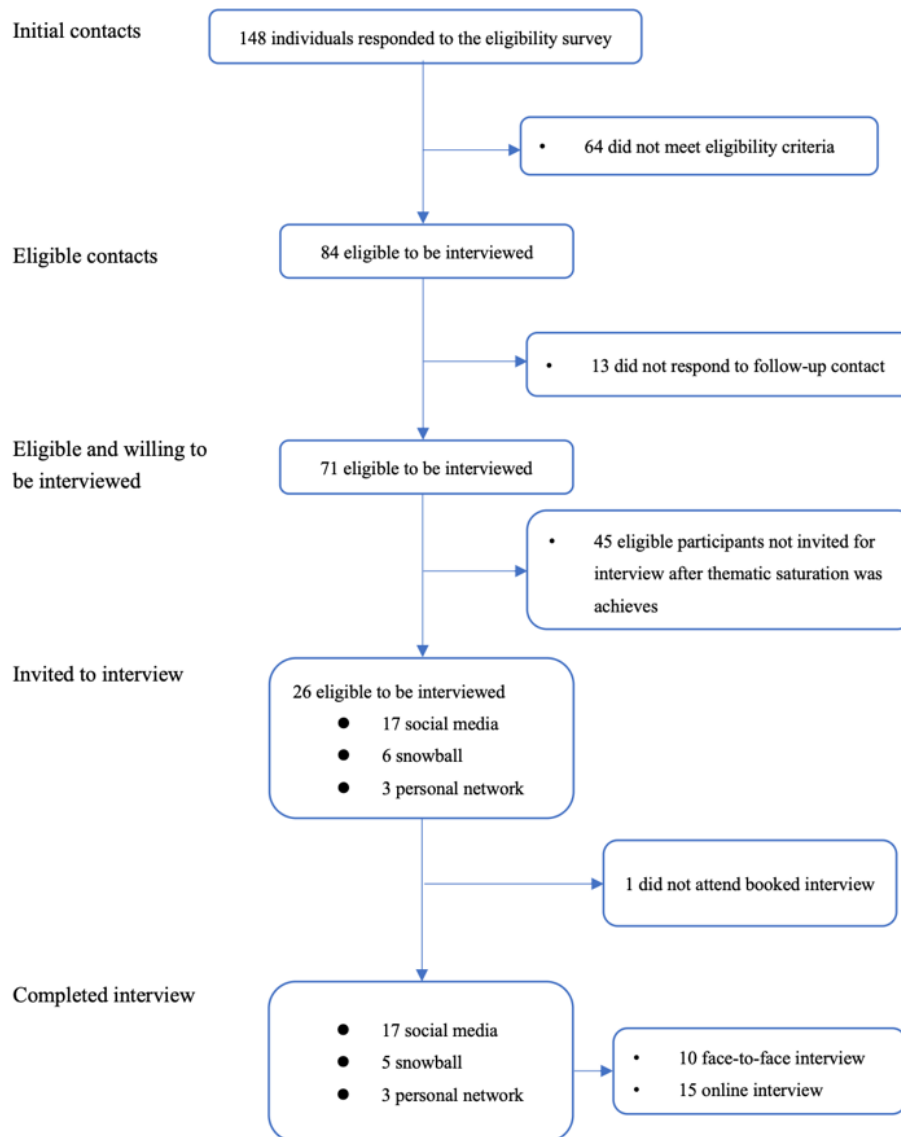 Initial contacts
148 individuals responded to the eligibility survey
• 64 did not meet eligibility criteria
Eligible contacts
84 eligible to be interviewed
• 13 did not respond to follow-up contact
Eligible and willing to
be interviewed
71 eligible to be interviewed
• 45 eligible participants not invited for
interview after thematic saturation was
achieves
Invited to interview
26 eligible to be interviewed
● 17 social media
● 6 snowball
● 3 personal network
1 did not attend booked interview
Completed interview
● 17 social media
● 5 snowball
● 3 personal network
• 10 face-to-face interview
• 15 online interview